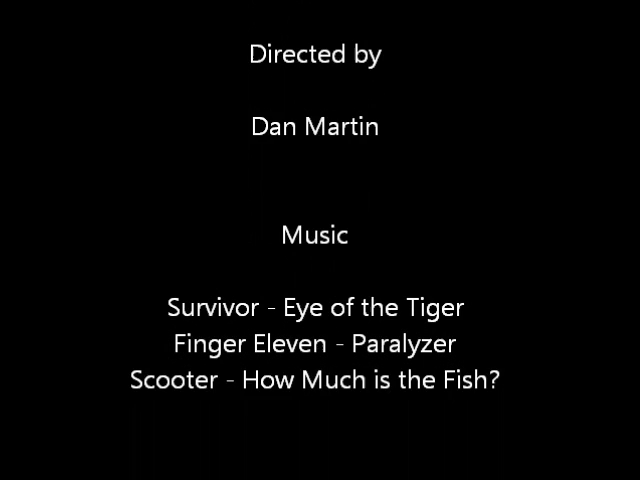 Directed by
Dan Martin
Music
Survivor - Eye of the Tiger
Finger Eleven - Paralyzer
Scooter - How Much is the Fish?